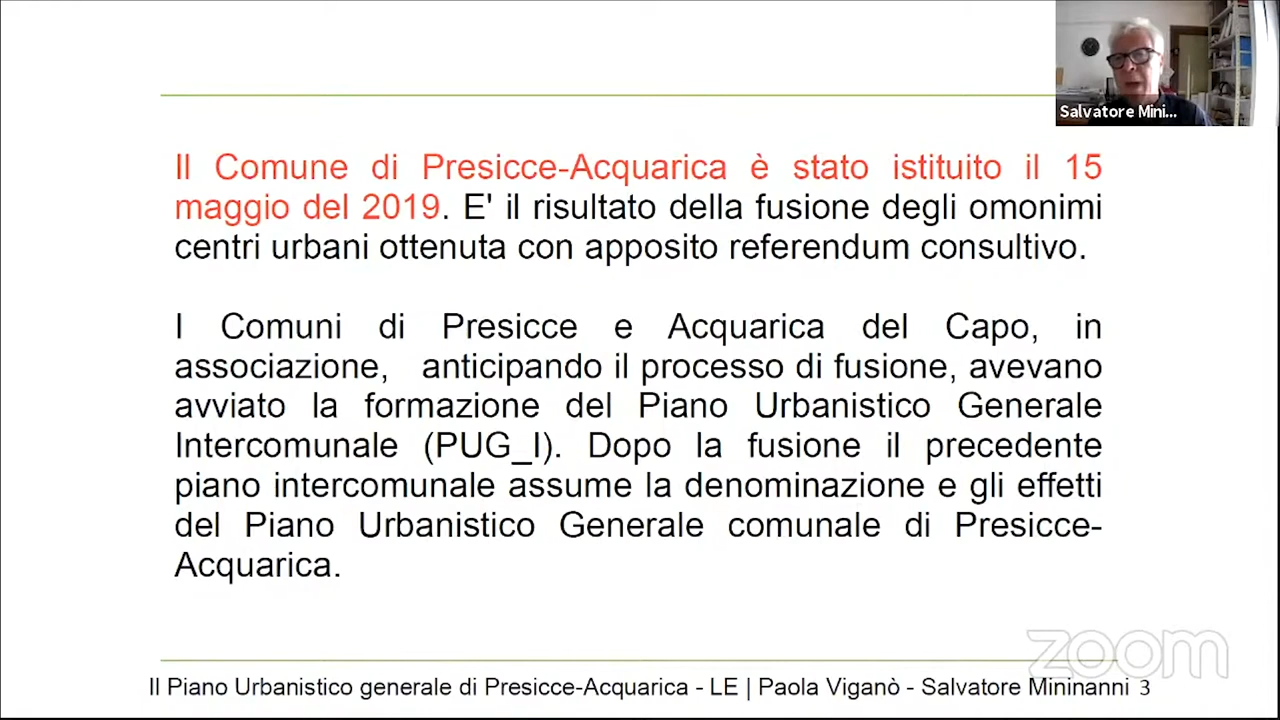 Salvatore Mini...
Il Comune di Presicce-Acquarica è stato istituito il 15
maggio del 2019. E' il risultato della fusione degli omonimi
centri urbani ottenuta con apposito referendum consultivo.
I Comuni di Presicce e Acquarica del Capo, in
associazione, anticipando il processo di fusione, avevano
avviato la formazione del Piano Urbanistico Generale
Intercomunale (PUG_I). Dopo la fusione il precedente
piano intercomunale assume la denominazione e gli effetti
del Piano Urbanistico Generale comunale di Presicce-
Acquarica.
zoom
Il Piano Urbanistico generale di Presicce-Acquarica - LE | Paola Viganò - Salvatore Mininanni 3